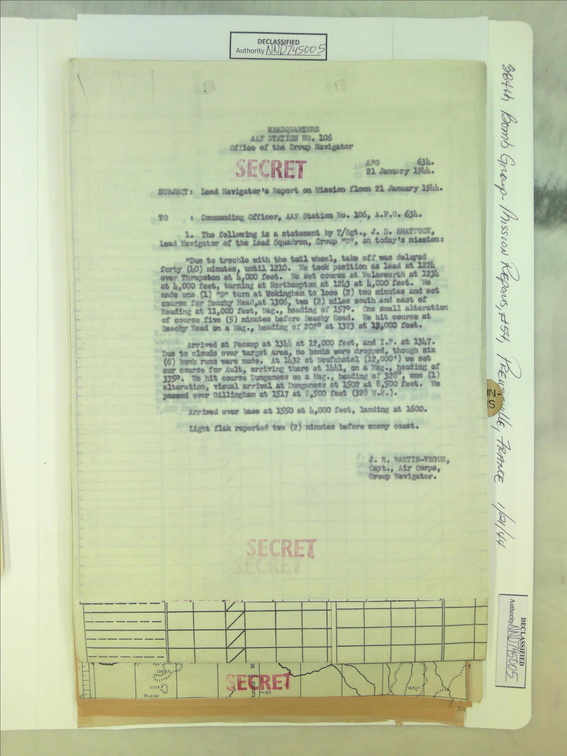 DECLASSIFIED
Authority NND745005
HEADQUARTERS
AAF STATION NO. 106
Office of the Group Navigator
SECRET
APO 634.
21 January 1944.
SUBJECT: Lead Navigator's Report on Mission flown 21 January 1944.
TO : Commanding Officer, AAF Station No. 106, A.P.O. 634.
1. The following is a statement by T/Sgt., J. D. SHATTUCK,
Lead Navigator of the Lead Squadron, Group "D", on today's mission:
"Due to trouble with the tail wheel, take off was delayed
forty (40) minutes, until 1210. We took position as lead at 1224
over Thrapston at 4,000 feet. We set course at Molesworth at 1234
at 4,000 feet, turning at Northampton at 1243 at 4,000 feet. We
made one (1) "S" turn at Wokingham to lose (2) two minutes and set
course for Beachy Head, at 1306, two (2) miles south and east of
Reading at 11,000 feet, Mag., heading of 157°. One small alteration
of course five (5) minutes before Beachy Head. We hit course at
Beachy Head on a Mag., heading of 202° at 1323 at 12,000 feet.
Arrived at Fecamp at 1344 at 12,000 feet, and I.P. at 1347.
Due to clouds over target area, no bombs were dropped, though six
(6) bomb runs were made. At 1432 at Neufchatel (12,000') we set
our course for Ault, arriving there at 1441, on a Mag., heading of
335°. We hit course Dungeness on a Mag., heading of 328°, one (1)
alteration, visual arrival at Dungeness at 1502 at 8,500 feet. We
passed over Gillingham at 1517 at 8,500 feet (328 M.H.).
Arrived over base at 1550 at 4,000 feet, landing at 1600.
Light flak reported two (2) minutes before enemy coast.
J. R. MARTIN-VEGUE,
Capt., Air Corps,
Group Navigator.
SECRET
SECRET
384th Bomb Group - Mission Reports, #54, France 1/21/44
DECLASSIFIED
Authority NND745005